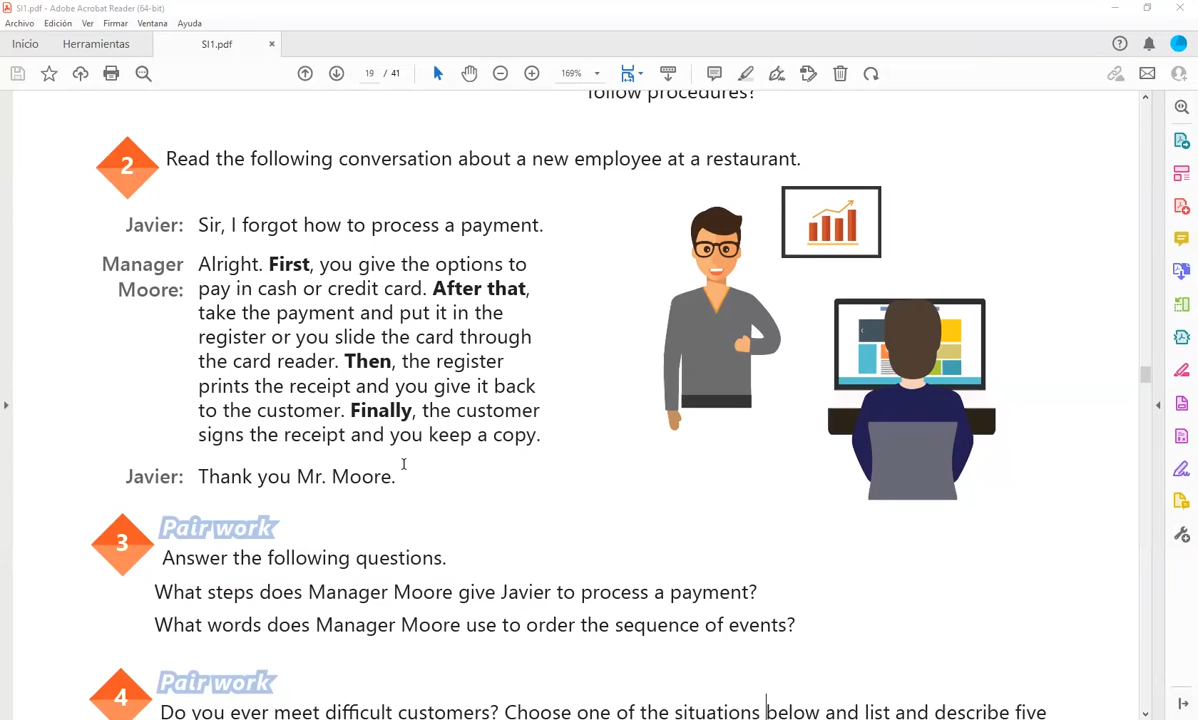 SI1.pdf - Adobe Acrobat Reader (64-bit)
Archivo Edición Ver Firmar Ventana Ayuda
Inicio Herramientas SI1.pdf ×
19 / 41 169%
follow procedures?
2 Read the following conversation about a new employee at a restaurant.
Javier: Sir, I forgot how to process a payment.
Manager Moore: Alright. First, you give the options to
pay in cash or credit card. After that,
take the payment and put it in the
register or you slide the card through
the card reader. Then, the register
prints the receipt and you give it back
to the customer. Finally, the customer
signs the receipt and you keep a copy.
Javier: Thank you Mr. Moore.
Pair work
3 Answer the following questions.
What steps does Manager Moore give Javier to process a payment?
What words does Manager Moore use to order the sequence of events?
Pair work
4 Do you ever meet difficult customers? Choose one of the situations below and list and describe five